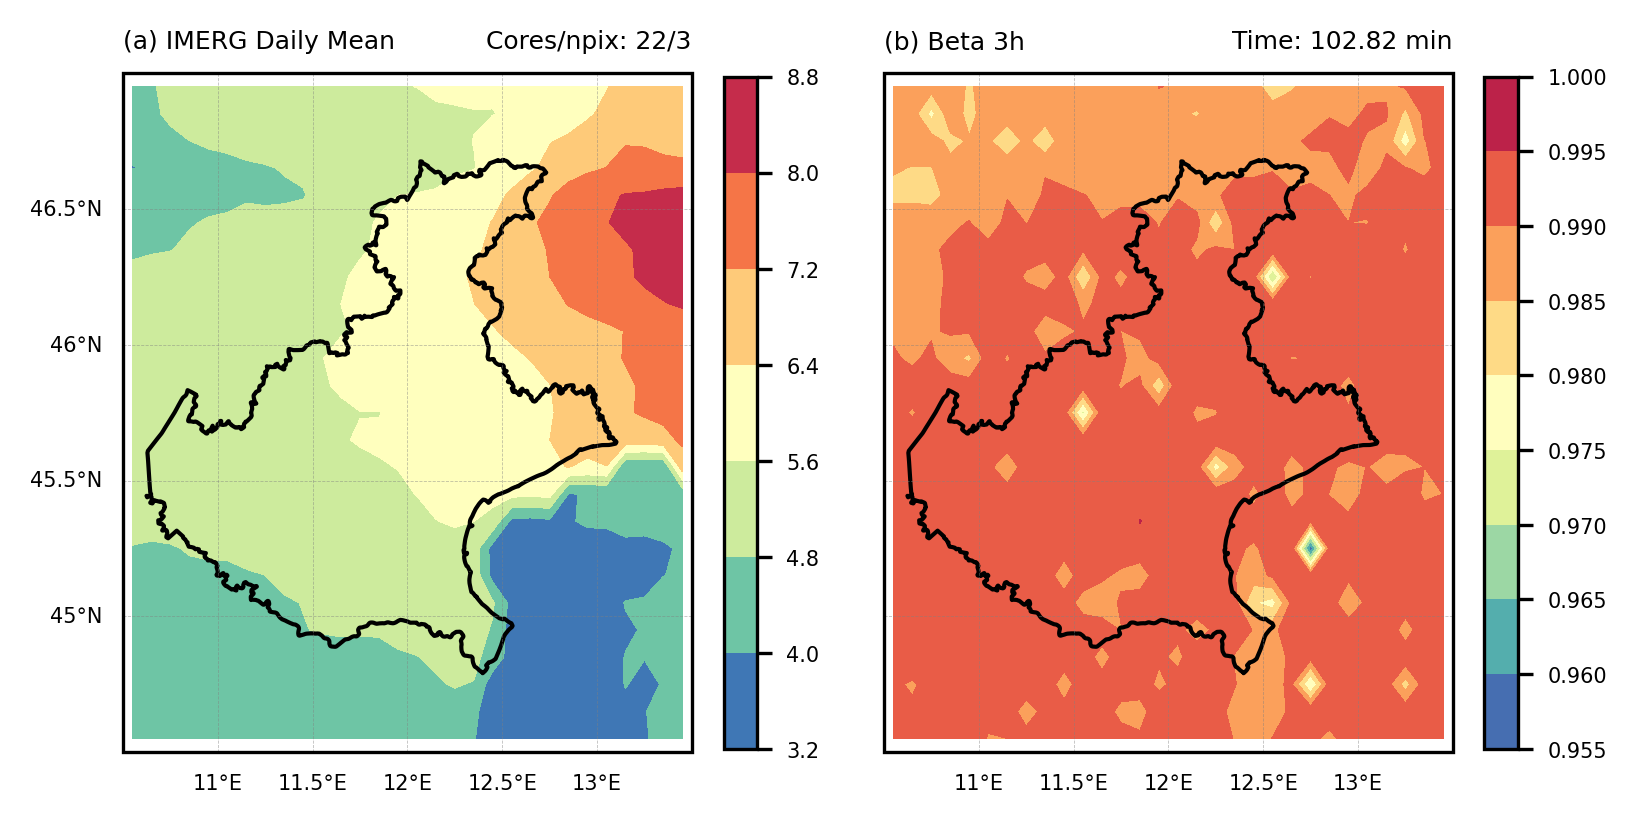 (a) IMERG Daily Mean
Cores/npix: 22/3
46.5°N
46°N
45.5°N
45°N
11°E
11.5°E
12°E
12.5°E
13°E
8.8
8.0
7.2
6.4
5.6
4.8
4.0
3.2
(b) Beta 3h
Time: 102.82 min
11°E
11.5°E
12°E
12.5°E
13°E
1.000
0.995
0.990
0.985
0.980
0.975
0.970
0.965
0.960
0.955